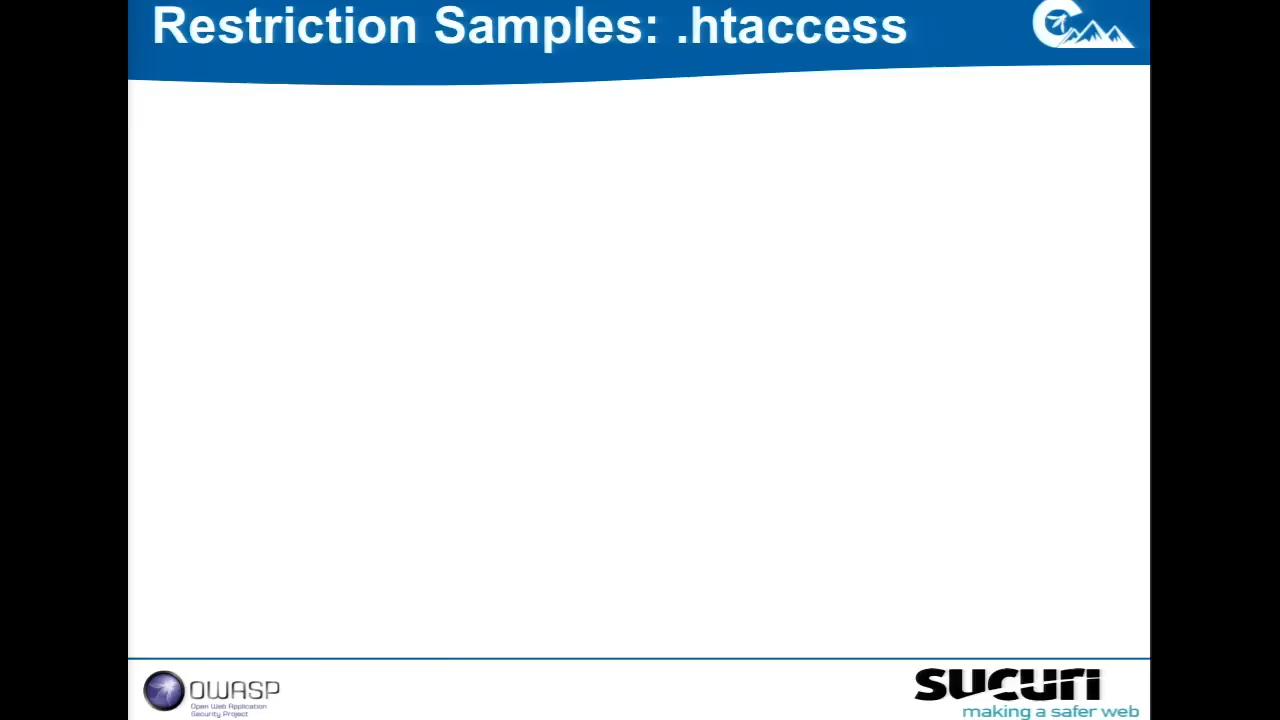 Restriction Samples: .htaccess
OWASP
Open Web Application
Security Project
sucuri
making a safer web